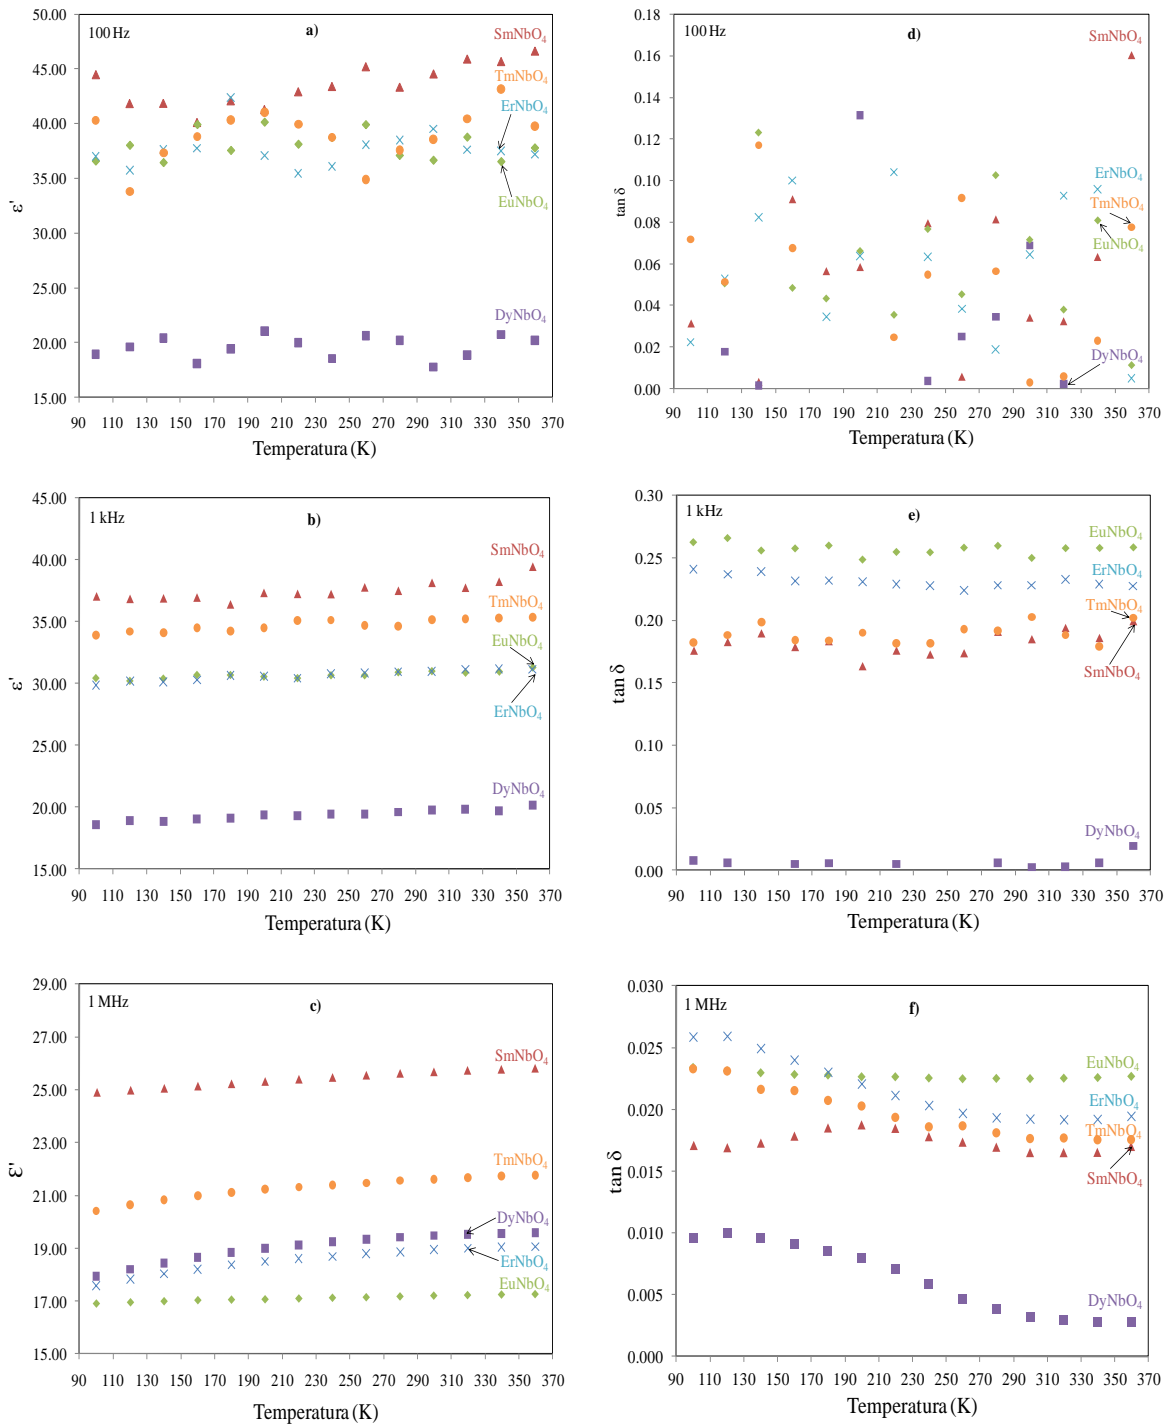 50.00
45.00
40.00
35.00
30.00
25.00
20.00
15.00
ε'
100 Hz
a)
SmNbO4
TmNbO4
ErNbO4
EuNbO4
DyNbO4
90 110 130 150 170 190 210 230 250 270 290 310 330 350 370
Temperatura (K)
0.18
0.16
0.14
0.12
0.10
0.08
0.06
0.04
0.02
0.00
tan δ
100 Hz
d)
SmNbO4
ErNbO4
TmNbO4
EuNbO4
DyNbO4
90 110 130 150 170 190 210 230 250 270 290 310 330 350 370
Temperatura (K)
45.00
40.00
35.00
30.00
25.00
20.00
15.00
ε'
1 kHz
b)
SmNbO4
TmNbO4
EuNbO4
ErNbO4
DyNbO4
90 110 130 150 170 190 210 230 250 270 290 310 330 350 370
Temperatura (K)
0.30
0.25
0.20
0.15
0.10
0.05
0.00
tan δ
1 kHz
e)
EuNbO4
ErNbO4
TmNbO4
SmNbO4
DyNbO4
90 110 130 150 170 190 210 230 250 270 290 310 330 350 370
Temperatura (K)
29.00
27.00
25.00
23.00
21.00
19.00
17.00
15.00
ε'
1 MHz
c)
SmNbO4
TmNbO4
DyNbO4
ErNbO4
EuNbO4
90 110 130 150 170 190 210 230 250 270 290 310 330 350 370
Temperatura (K)
0.030
0.025
0.020
0.015
0.010
0.005
0.000
tan δ
1 MHz
f)
EuNbO4
ErNbO4
TmNbO4
SmNbO4
DyNbO4
90 110 130 150 170 190 210 230 250 270 290 310 330 350 370
Temperatura (K)